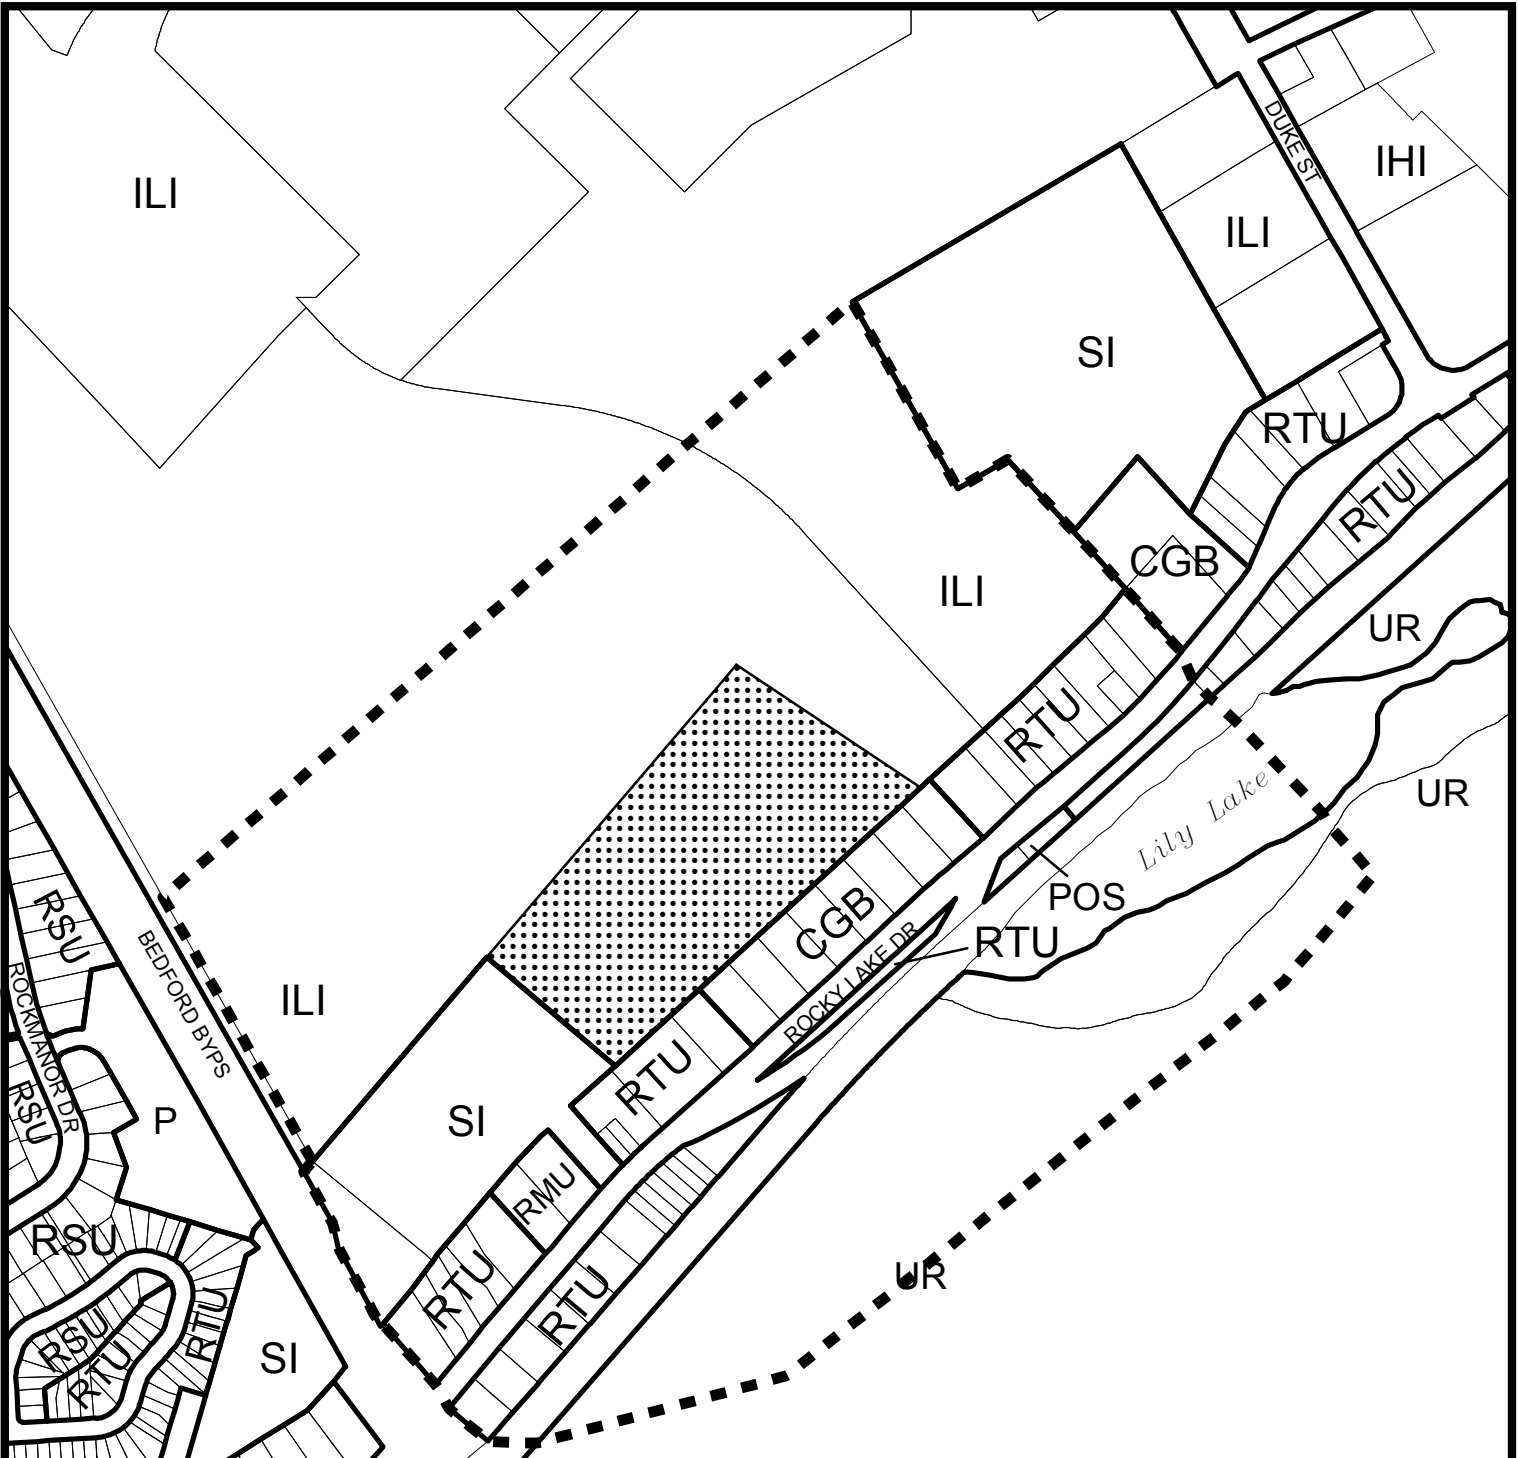 ILI
DUKE ST
IHI
ILI
SI
RTU
RTU
CGB
ILI
UR
RTU
UR
Lily Lake
POS
CGB
RTU
ROCKY LAKE DR
RSU
BEDFORD BYPS
ROCKMANOR DR
ILI
RTU
RSU
P
SI
RMU
RSU
RTU
RTU
RTU
UR
RSU
RTU
SI